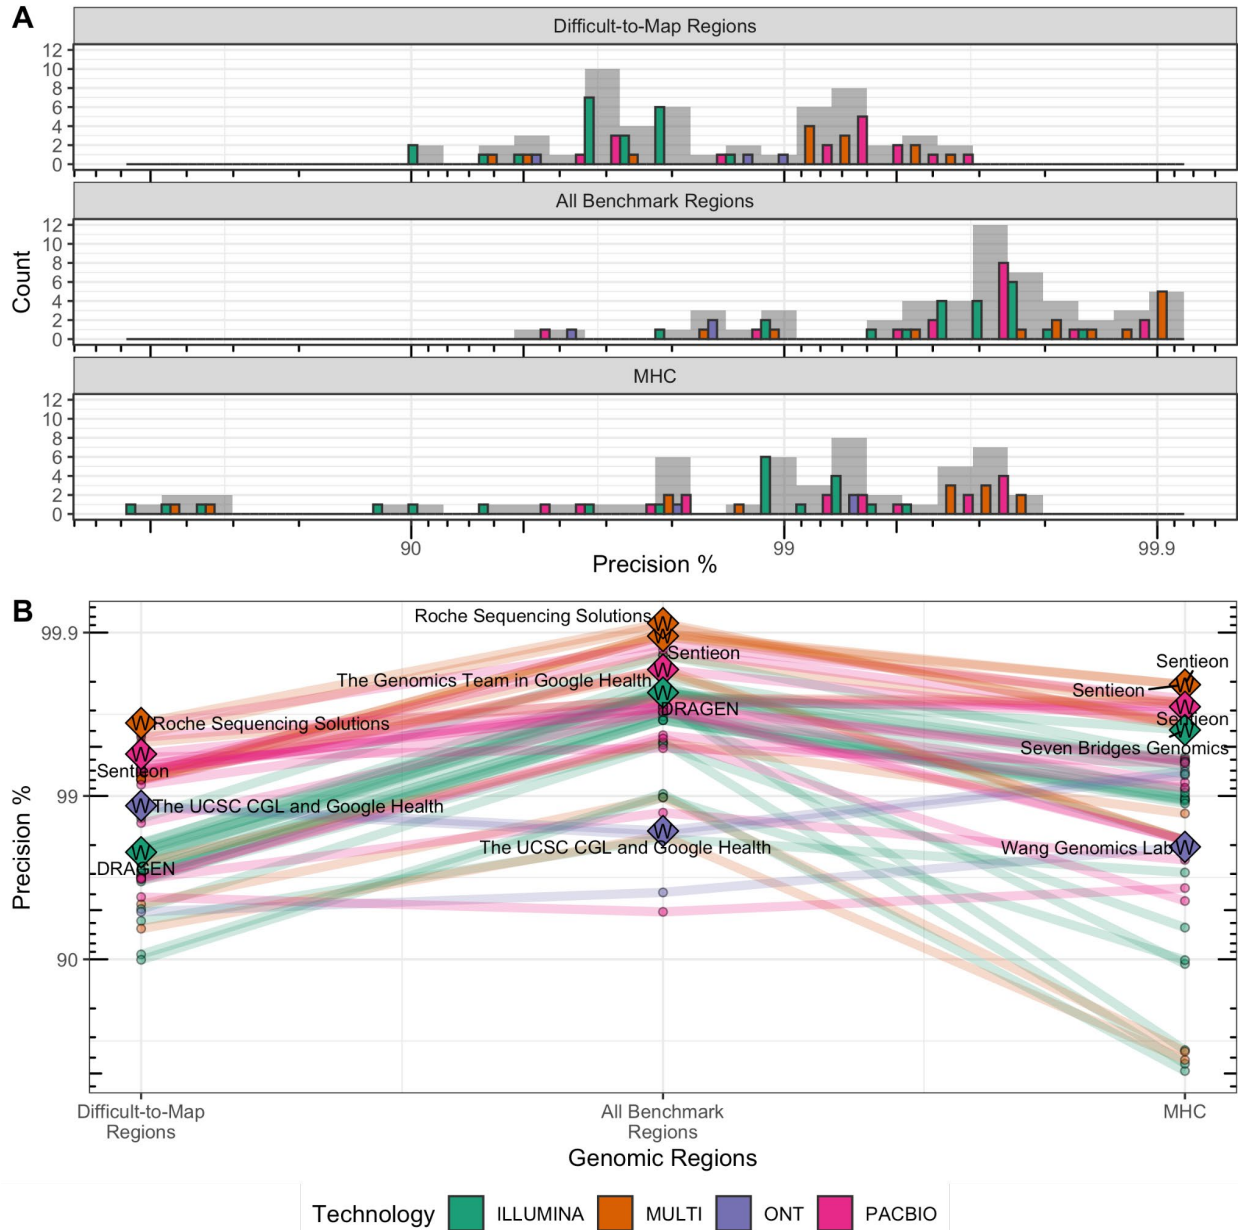 A
Difficult-to-Map Regions
12
10
8
6
4
2
0
All Benchmark Regions
12
10
8
6
4
2
0
Count
MHC
12
10
8
6
4
2
0
90
99
99.9
Precision %
B
Roche Sequencing Solutions
99.9
Sentieon
Sentieon
The Genomics Team in Google Health
Sentieon
Roche Sequencing Solutions
DRAGEN
Sentieon
Seven Bridges Genomics
Sentieon
99
The UCSC CGL and Google Health
The UCSC CGL and Google Health
Wang Genomics Lab
DRAGEN
90
Precision %
Difficult-to-Map
Regions
All Benchmark
Regions
MHC
Genomic Regions
Technology
ILLUMINA
MULTI
ONT
PACBIO
W
W
W
W
W
W
W
W
W
W
W
W
W